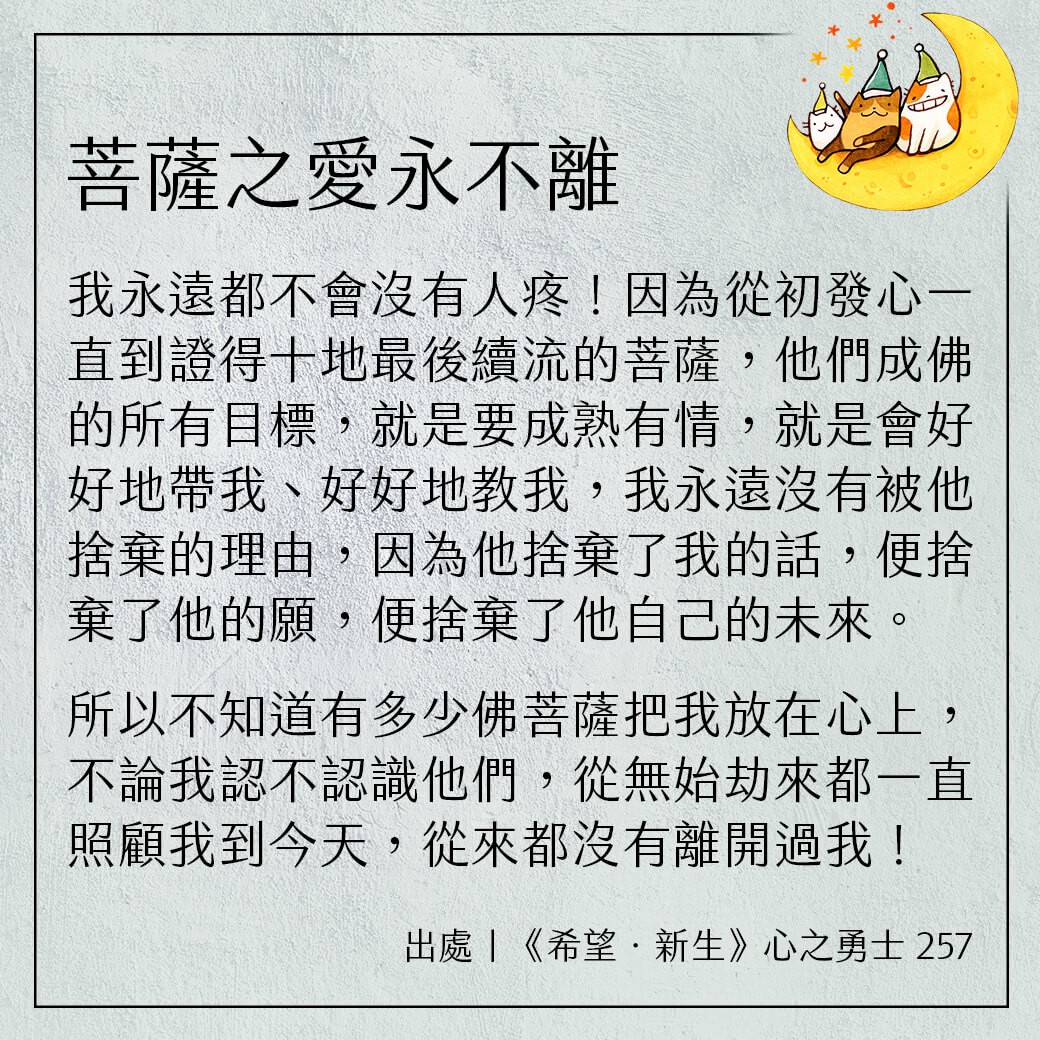 菩薩之愛永不離
我永遠都不會沒有人疼！因為從初發心一
直到證得十地最後續流的菩薩，他們成佛
的所有目標，就是要成熟有情，就是會好
好地帶我、好好地教我，我永遠沒有被他
捨棄的理由，因為他捨棄了我的話，便捨
棄了他的願，便捨棄了他自己的未來。
所以不知道有多少佛菩薩把我放在心上，
不論我認不認識他們，從無始劫來都一直
照顧我到今天，從來都沒有離開過我！
出處｜《希望．新生》心之勇士 257